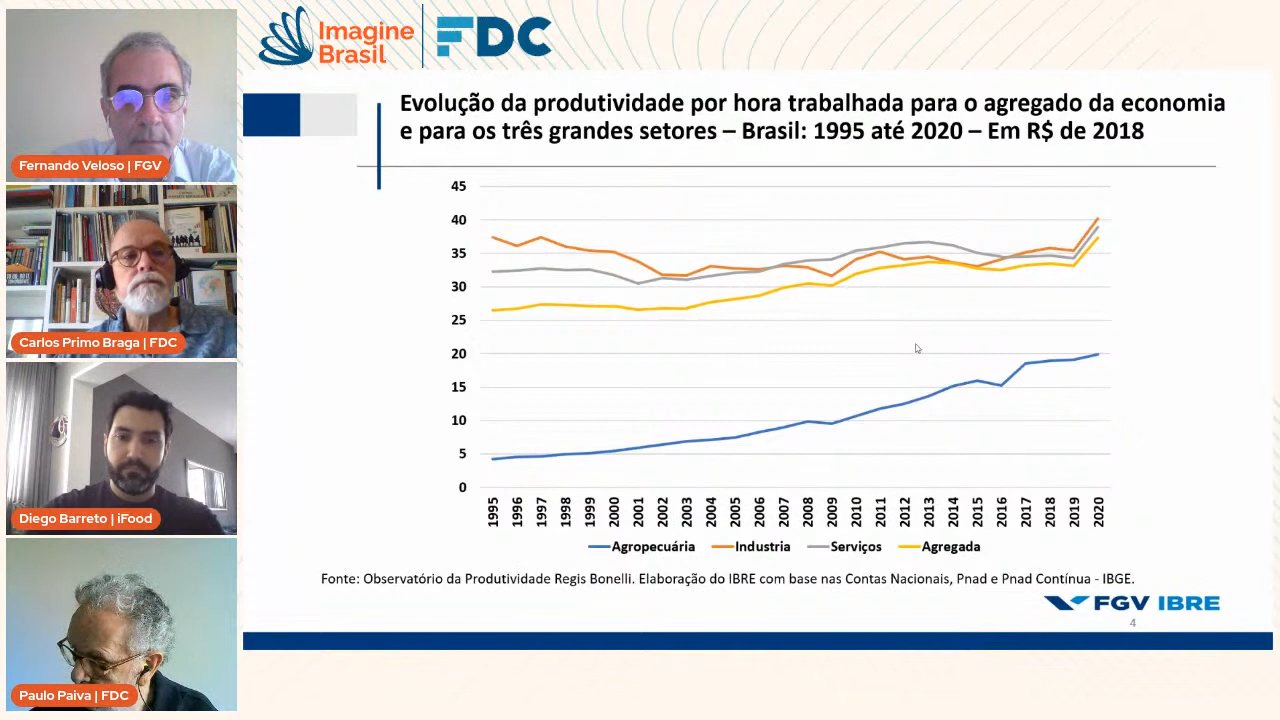 Imagine
Brasil
FDC
Fernando Veloso | FGV
Carlos Primo Braga | FDC
Diego Barreto | iFood
Paulo Paiva | FDC
Evolução da produtividade por hora trabalhada para o agregado da economia
e para os três grandes setores – Brasil: 1995 até 2020 – Em R$ de 2018
45
40
35
30
25
20
15
10
5
0
1995 1996 1997 1998 1999 2000 2001 2002 2003 2004 2005 2006 2007 2008 2009 2010 2011 2012 2013 2014 2015 2016 2017 2018 2019 2020
Agropecuária Industria Serviços Agregada
Fonte: Observatório da Produtividade Regis Bonelli. Elaboração do IBRE com base nas Contas Nacionais, Pnad e Pnad Contínua - IBGE.
FGV IBRE
4